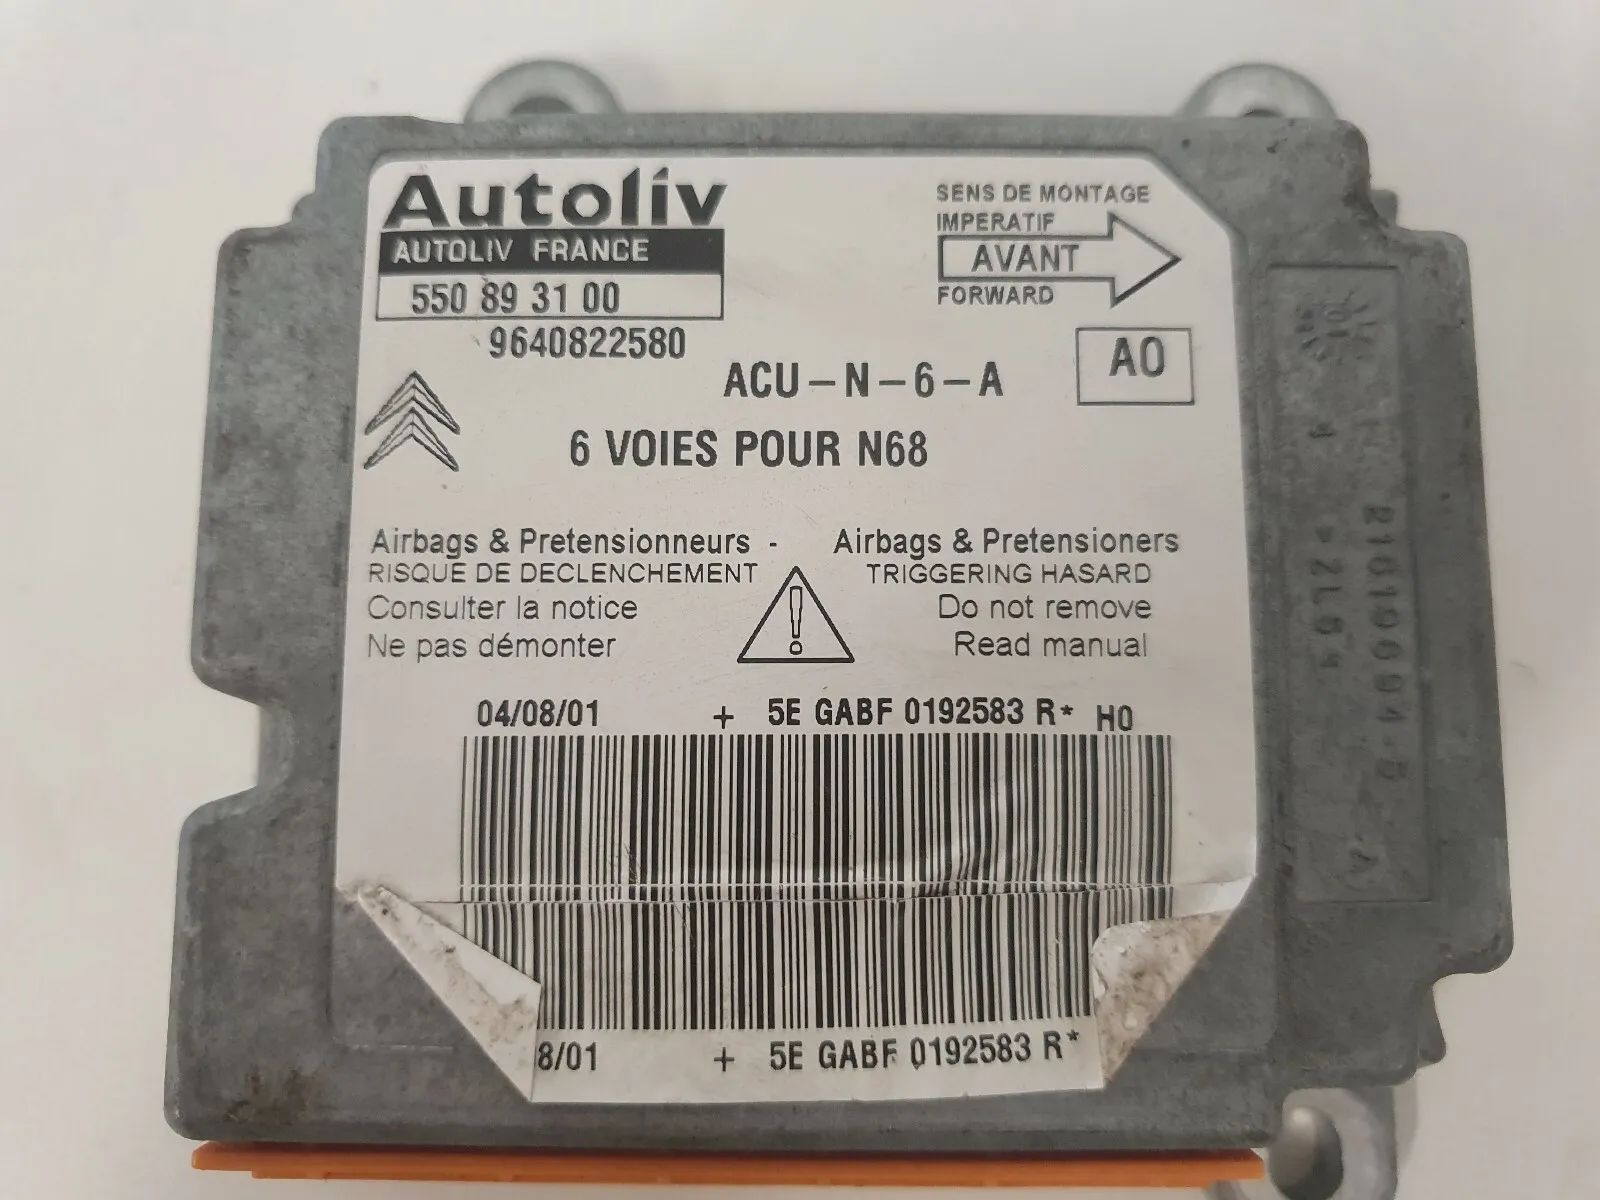 Autoliv
AUTOLIV FRANCE
550 89 31 00
9640822580
SENS DE MONTAGE
IMPERATIF
AVANT
FORWARD
ACU-N-6-A
A0
6 VOIES POUR N68
Airbags & Pretensionneurs -
RISQUE DE DECLENCHEMENT
Consulter la notice
Ne pas démonter
Airbags & Pretensioners
TRIGGERING HASARD
Do not remove
Read manual
04/08/01 + 5E GABF 0192583 R* H0
8/01 + 5E GABF 0192583 R*